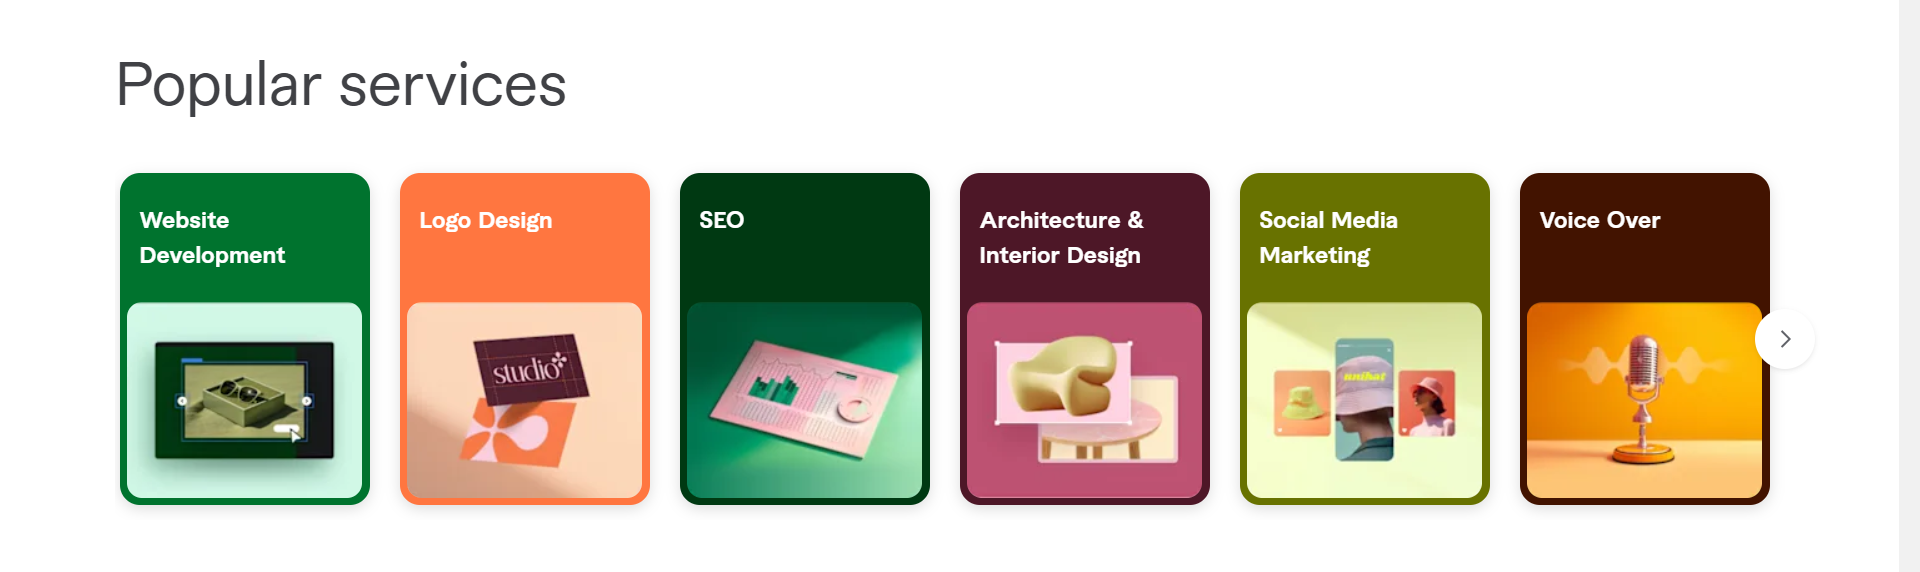 Popular services
Website
Development
Logo Design
SEO
Architecture &
Interior Design
Social Media
Marketing
Voice Over
studio